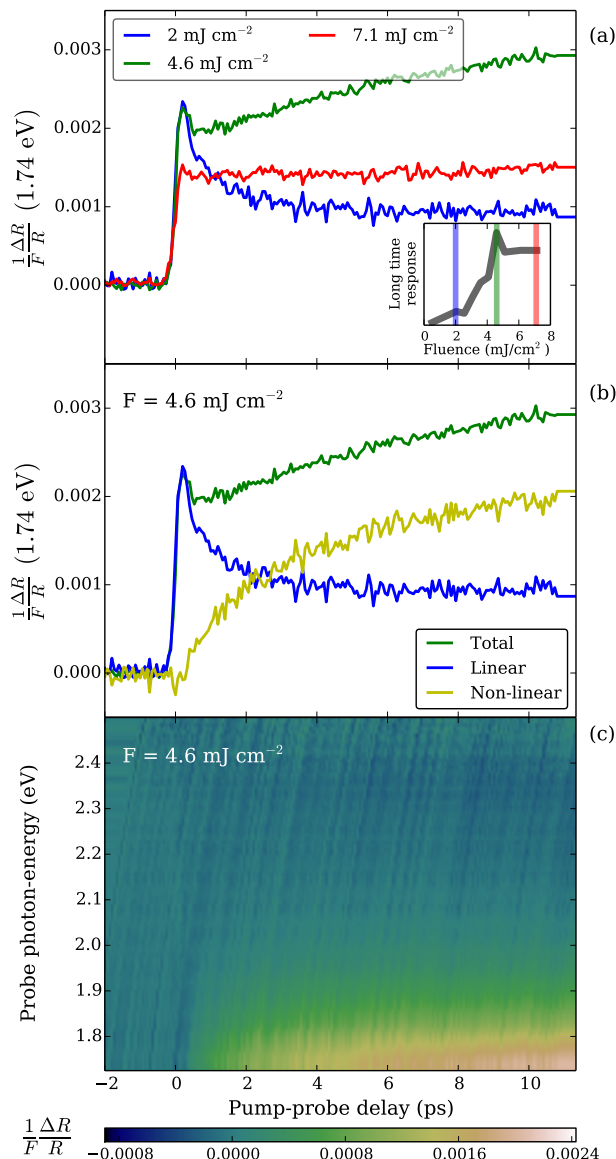 (a)
2 mJ cm⁻²
7.1 mJ cm⁻²
4.6 mJ cm⁻²
0.003
0.002
0.001
0.000
1/F ΔR/R (1.74 eV)
Long time
response
0 2 4 6 8
Fluence (mJ/cm² )
(b)
F = 4.6 mJ cm⁻²
0.003
0.002
0.001
0.000
1/F ΔR/R (1.74 eV)
Total
Linear
Non-linear
(c)
F = 4.6 mJ cm⁻²
2.4
2.3
2.2
2.1
2.0
1.9
1.8
Probe photon-energy (eV)
−2 0 2 4 6 8 10
Pump-probe delay (ps)
1/F ΔR/R
−0.0008 0.0000 0.0008 0.0016 0.0024